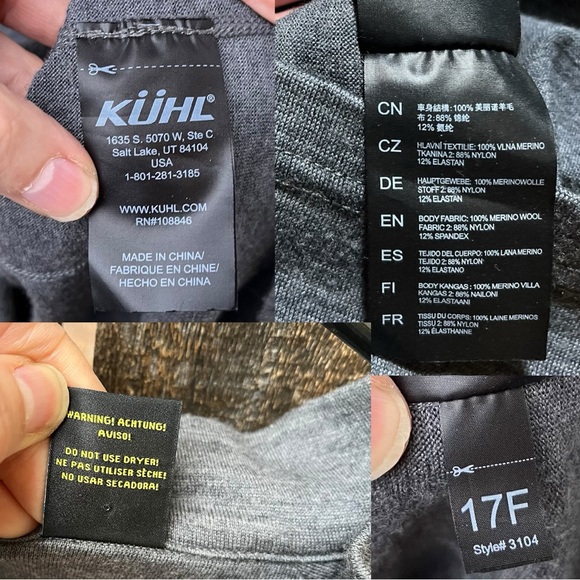 KÜHL®
1635 S. 5070 W, Ste C
Salt Lake, UT 84104
USA
1-801-281-3185
WWW.KUHL.COM
RN#108846
MADE IN CHINA/
FABRIQUE EN CHINE/
HECHO EN CHINA
CN 車身結構: 100% 美丽诺羊毛
布 2: 88% 锦纶
12% 氨纶
CZ HLAVNÍ TEXTILIE: 100% VLNA MERINO
TKANINA 2: 88% NYLON
12% ELASTAN
DE HAUPTGEWEBE: 100% MERINOWOLLE
STOFF 2: 88% NYLON
12% ELASTAN
EN BODY FABRIC: 100% MERINO WOOL
FABRIC 2: 88% NYLON
12% SPANDEX
ES TEJIDO DEL CUERPO: 100% LANA MERINO
TEJIDO 2: 88% NYLON
12% ELASTANO
FI BODY KANGAS: 100% MERINO VILLA
KANGAS 2: 88% NAILONI
12% ELASTAANI
FR TISSU DU CORPS: 100% LAINE MERINOS
TISSU 2: 88% NYLON
12% ÉLASTHANNE
WARNING! ACHTUNG!
AVISO!
DO NOT USE DRYER!
NE PAS UTILISER SÈCHE!
NO USAR SECADORA!
17F
Style# 3104